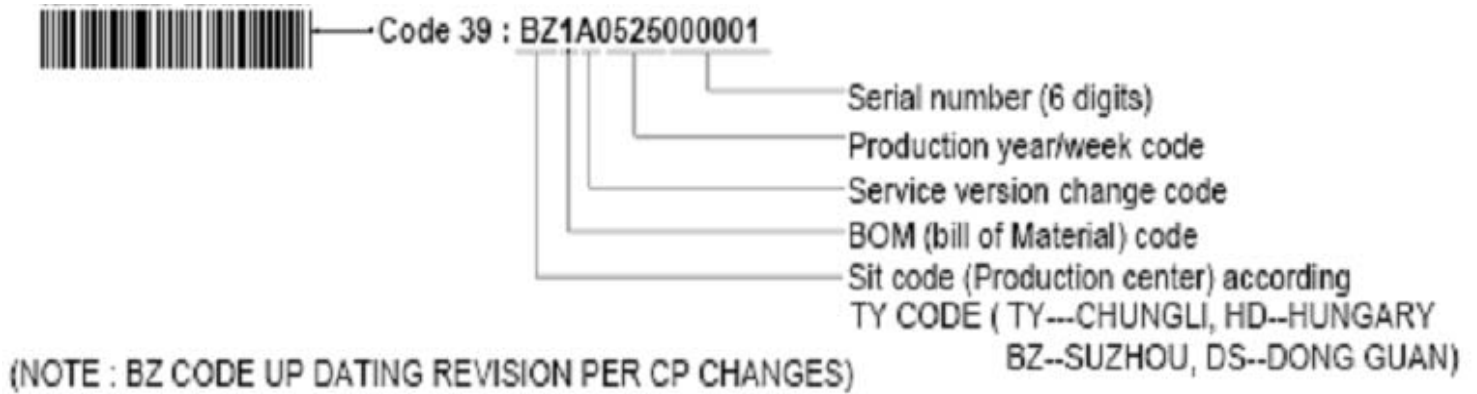 Code 39 : BZ1A0525000001
Serial number (6 digits)
Production year/week code
Service version change code
BOM (bill of Material) code
Sit code (Production center) according
TY CODE ( TY---CHUNGLI, HD--HUNGARY
BZ--SUZHOU, DS--DONG GUAN)
(NOTE : BZ CODE UP DATING REVISION PER CP CHANGES)